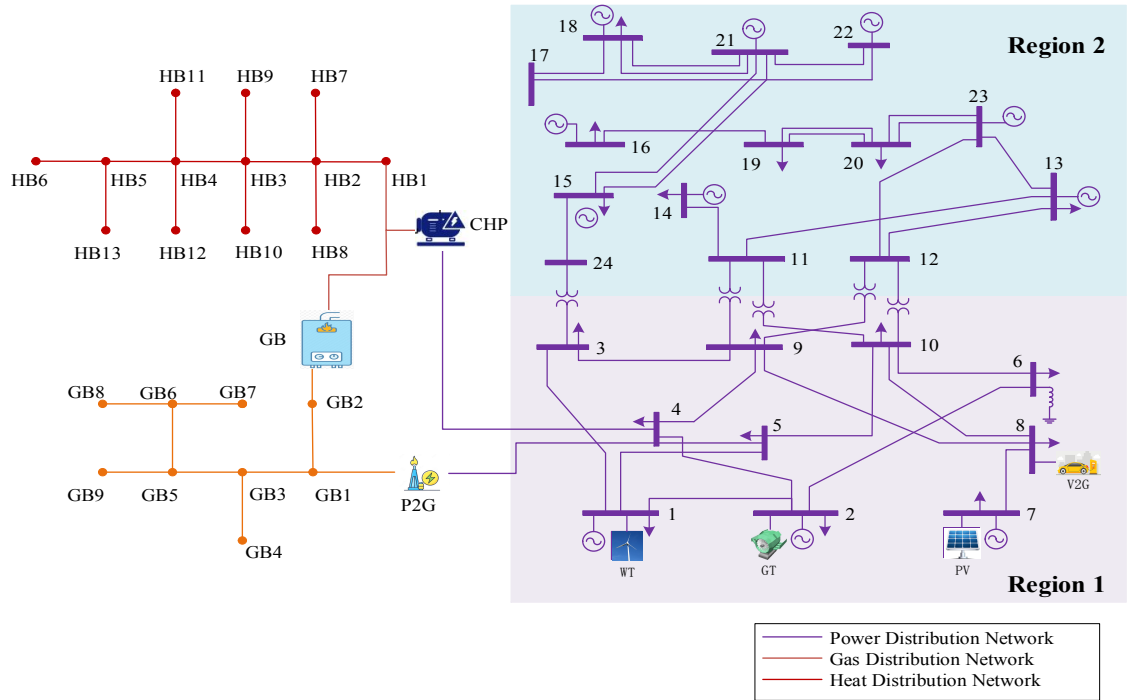 18
21
22
Region 2
17
HB11
HB9
HB7
23
16
19
20
13
HB6
HB5
HB4
HB3
HB2
HB1
15
14
CHP
HB13
HB12
HB10
HB8
24
11
12
GB
3
9
10
6
GB8
GB6
GB7
GB2
4
5
8
V2G
GB9
GB5
GB3
GB1
P2G
GB4
1
2
7
WT
GT
PV
Region 1
Power Distribution Network
Gas Distribution Network
Heat Distribution Network